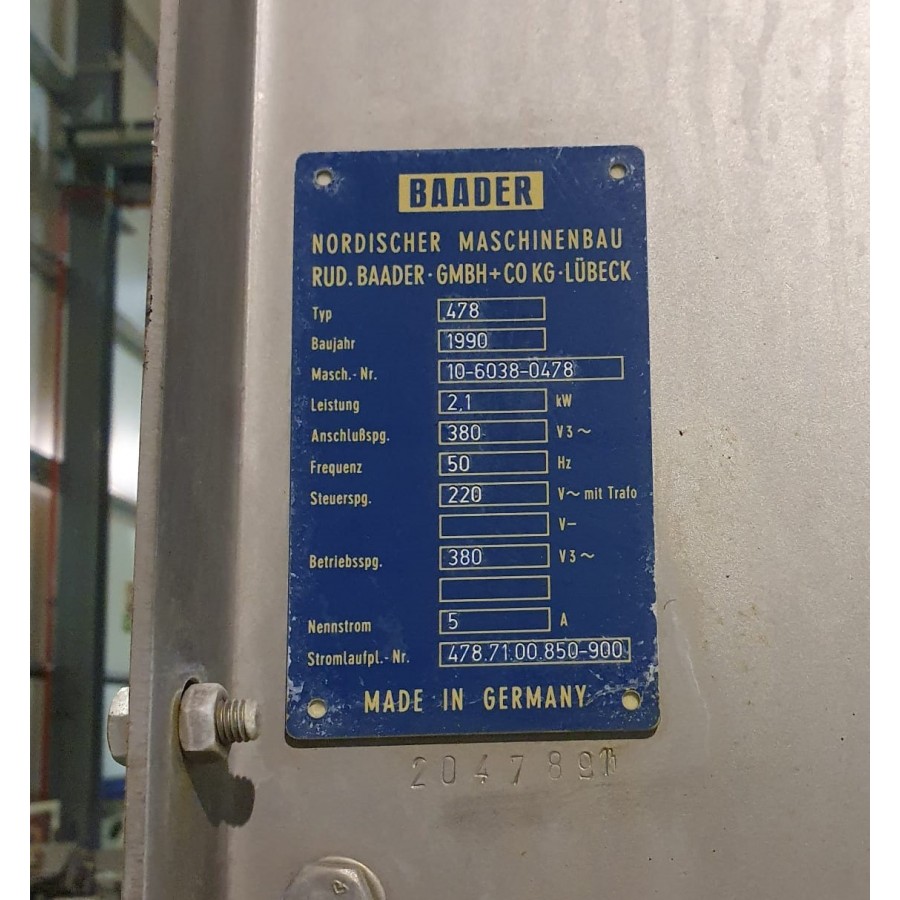 BAADER
NORDISCHER MASCHINENBAU
RUD. BAADER · GMBH + CO KG · LÜBECK
Typ 478
Baujahr 1990
Masch.- Nr. 10-6038-0478
Leistung 2,1 kW
Anschlußspg. 380 V3~
Frequenz 50 Hz
Steuerspg. 220 V~ mit Trafo
V–
Betriebsspg. 380 V3~
Nennstrom 5 A
Stromlaufpl.- Nr. 478.71.00.850-900
MADE IN GERMANY